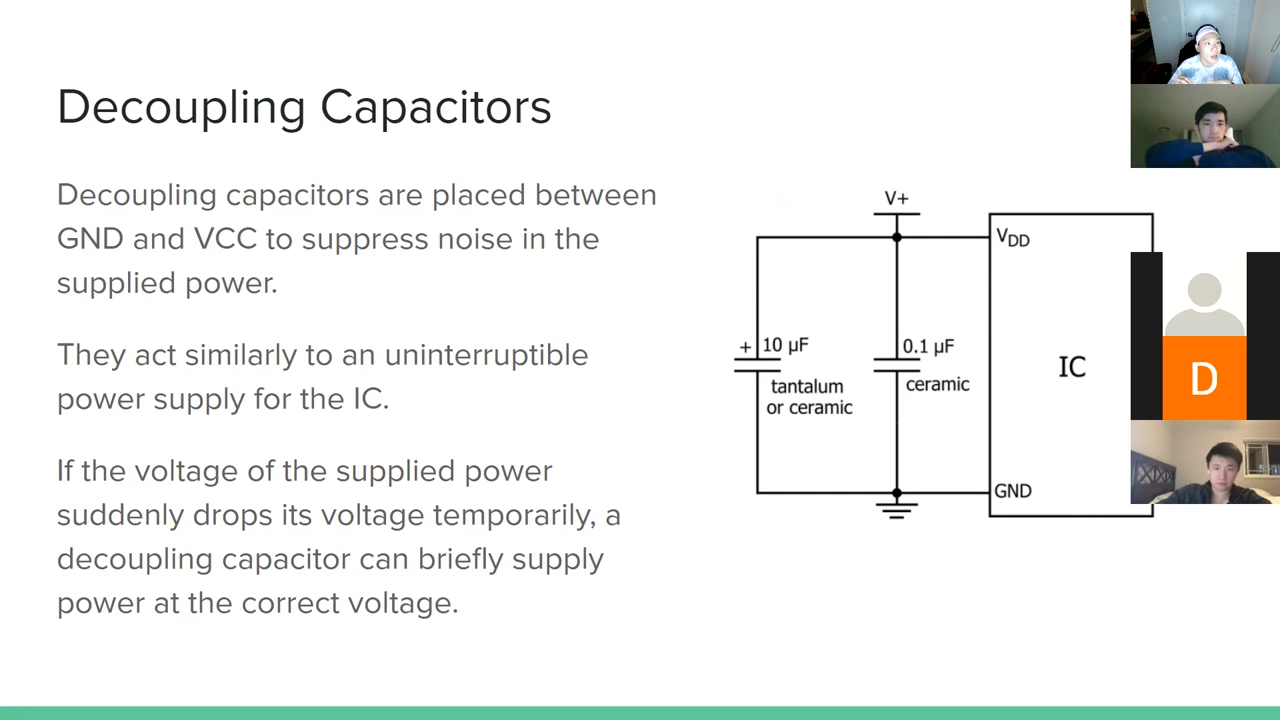 Decoupling Capacitors
Decoupling capacitors are placed between
GND and VCC to suppress noise in the
supplied power.
They act similarly to an uninterruptible
power supply for the IC.
If the voltage of the supplied power
suddenly drops its voltage temporarily, a
decoupling capacitor can briefly supply
power at the correct voltage.
V+
VDD
+ 10 µF
tantalum
or ceramic
0.1 µF
ceramic
IC
GND
D